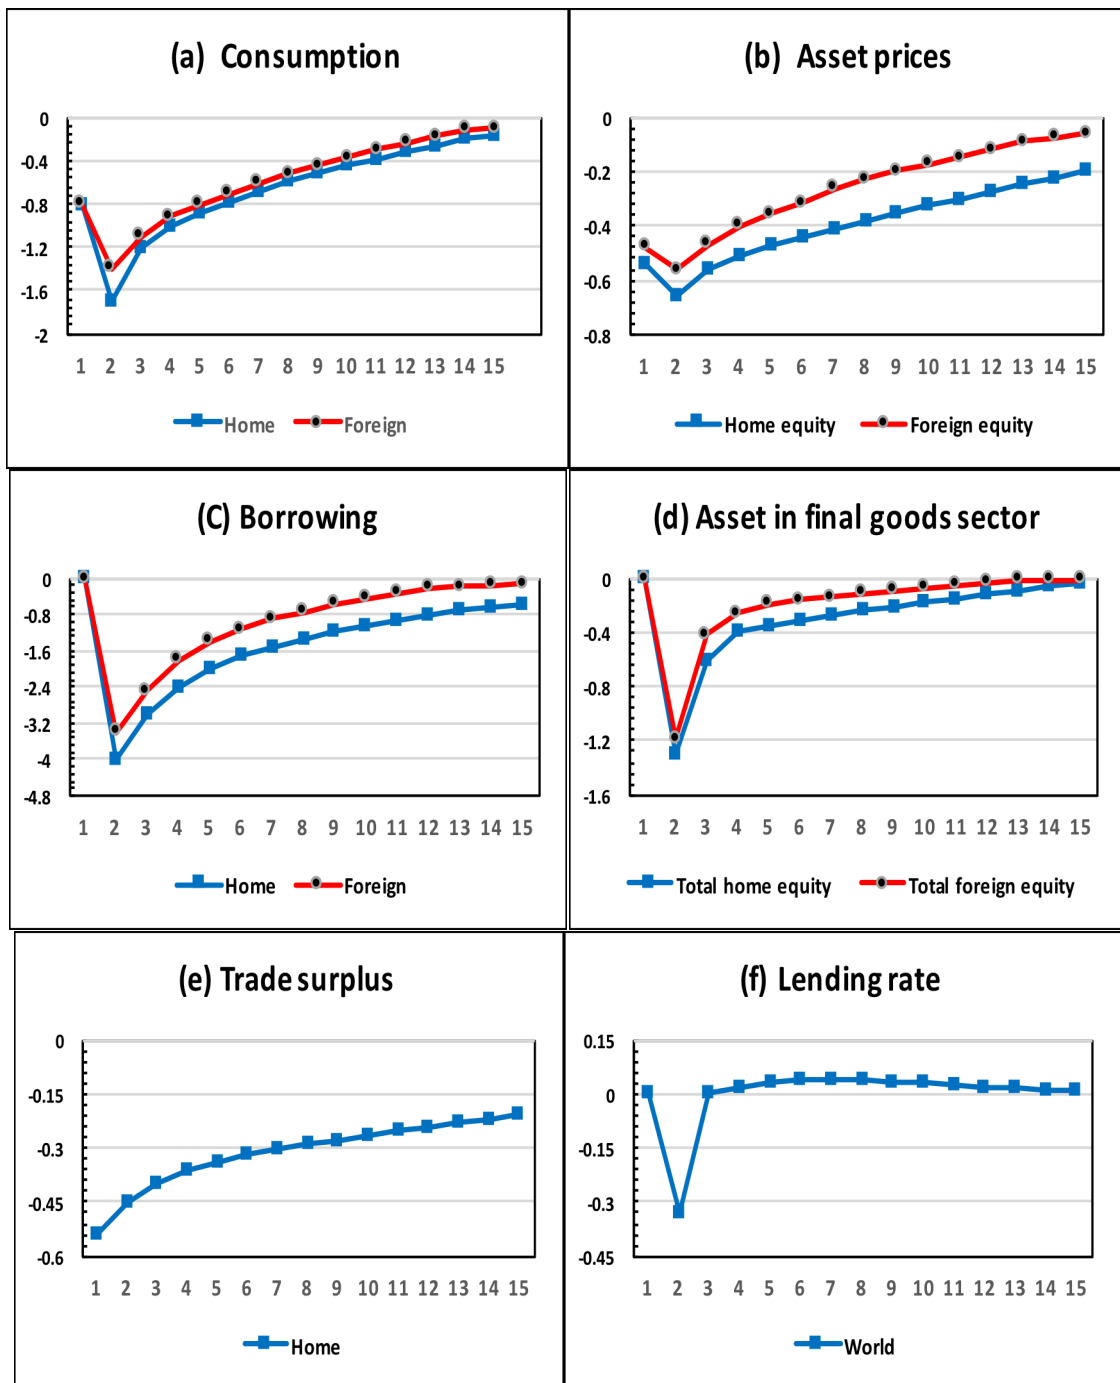 (a) Consumption
0
-0.4
-0.8
-1.2
-1.6
-2
1 2 3 4 5 6 7 8 9 10 11 12 13 14 15
Home Foreign
(b) Asset prices
0
-0.2
-0.4
-0.6
-0.8
1 2 3 4 5 6 7 8 9 10 11 12 13 14 15
Home equity Foreign equity
(C) Borrowing
0
-0.8
-1.6
-2.4
-3.2
-4
-4.8
1 2 3 4 5 6 7 8 9 10 11 12 13 14 15
Home Foreign
(d) Asset in final goods sector
0
-0.4
-0.8
-1.2
-1.6
1 2 3 4 5 6 7 8 9 10 11 12 13 14 15
Total home equity Total foreign equity
(e) Trade surplus
0
-0.15
-0.3
-0.45
-0.6
1 2 3 4 5 6 7 8 9 10 11 12 13 14 15
Home
(f) Lending rate
0.15
0
-0.15
-0.3
-0.45
1 2 3 4 5 6 7 8 9 10 11 12 13 14 15
World